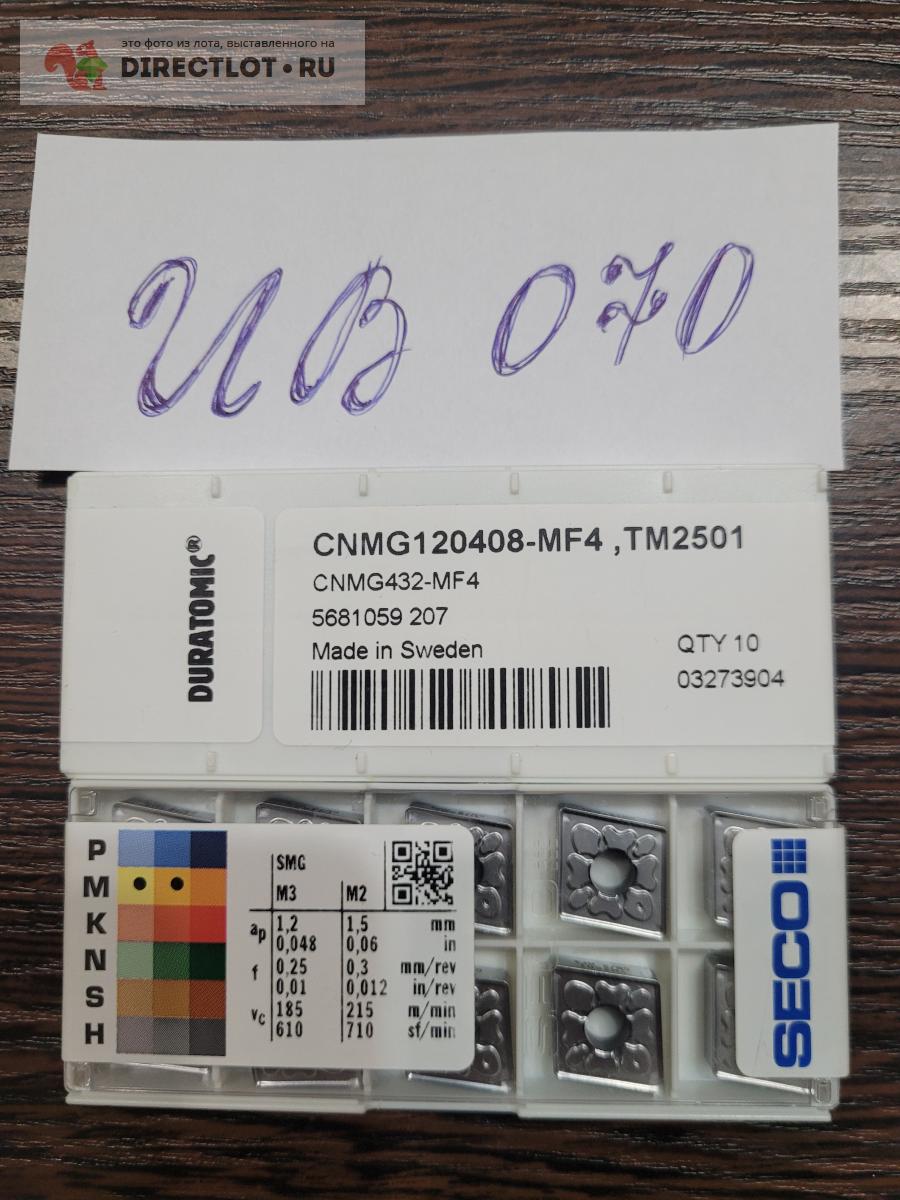 это фото из лота, выставленного на
DIRECTLOT•RU
ИВ 070
DURATOMIC®
CNMG120408-MF4 ,TM2501
CNMG432-MF4
5681059 207
Made in Sweden
QTY 10
03273904
P
M
K
N
S
H
SMG
M3 M2
ap 1,2 1,5 mm
0,048 0,06 in
f 0,25 0,3 mm/rev
0,01 0,012 in/rev
vc 185 215 m/min
610 710 sf/min
SECO